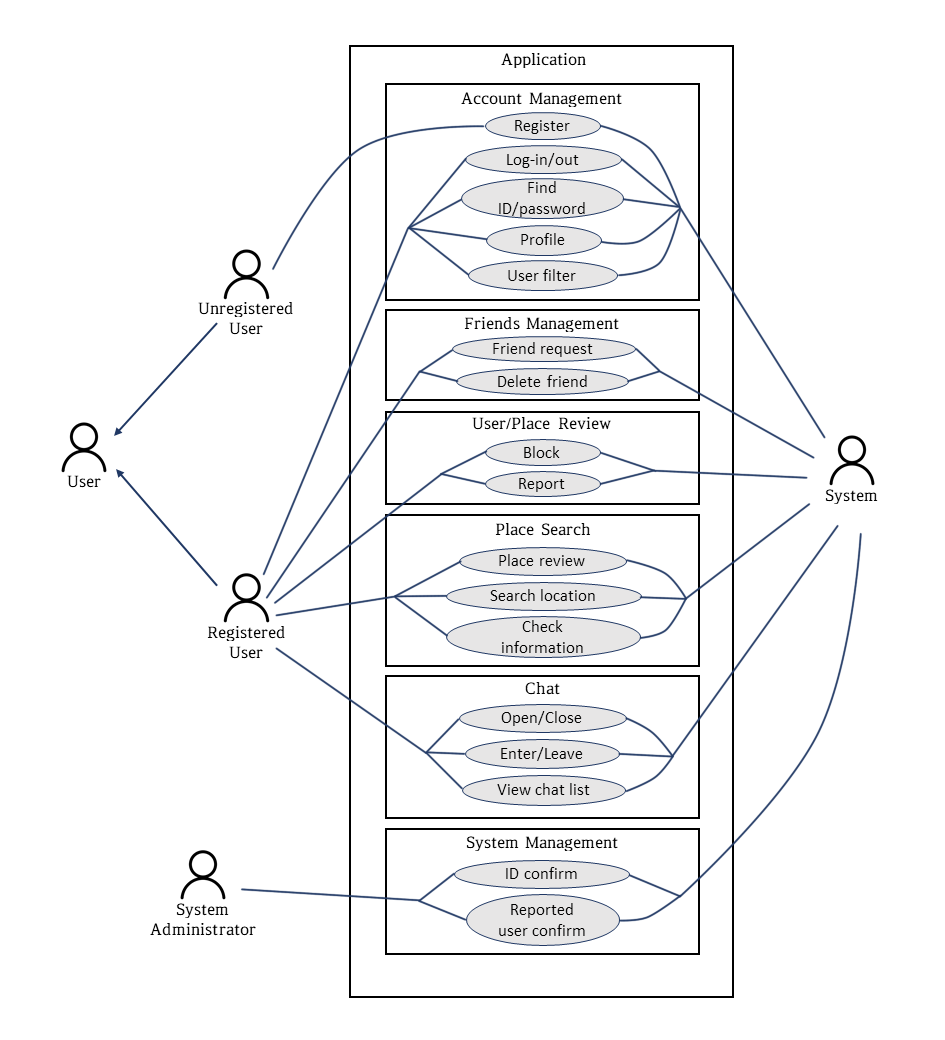 Application
Account Management
Register
Log-in/out
Find
ID/password
Profile
User filter
Unregistered
User
Friends Management
Friend request
Delete friend
User/Place Review
Block
Report
User
System
Place Search
Place review
Search location
Check
information
Registered
User
Chat
Open/Close
Enter/Leave
View chat list
System Management
ID confirm
Reported
user confirm
System
Administrator